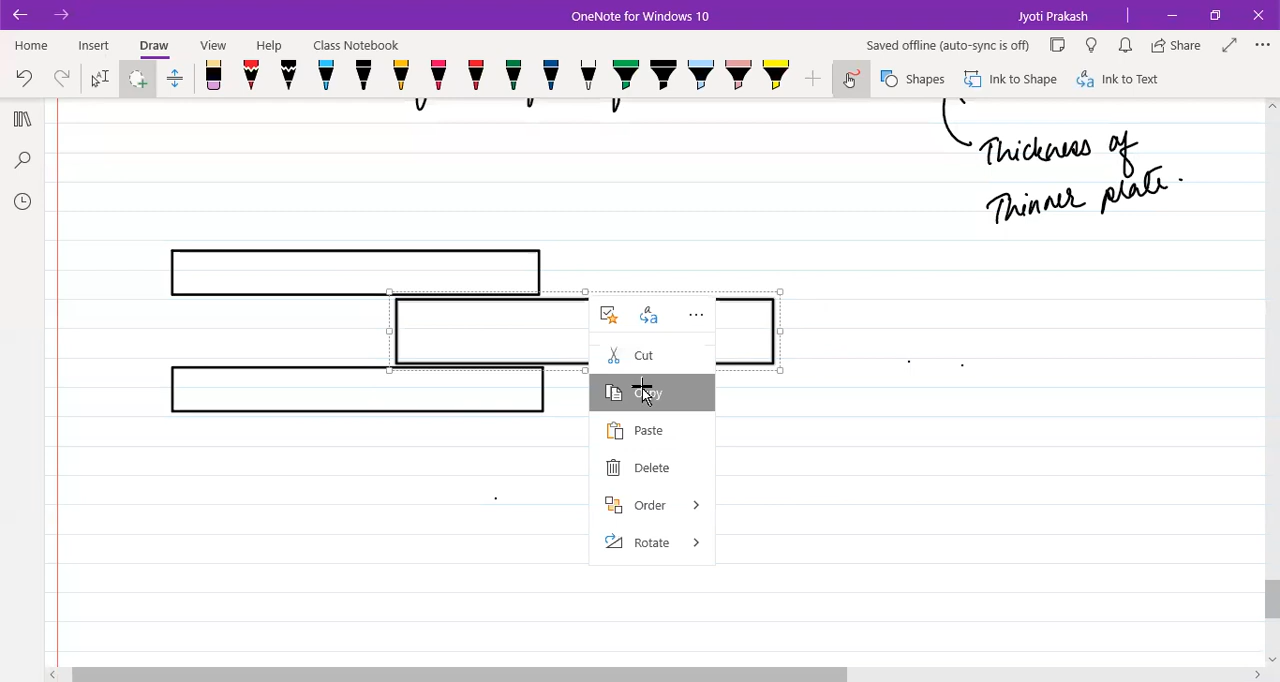 OneNote for Windows 10
Jyoti Prakash
Home Insert Draw View Help Class Notebook
Saved offline (auto-sync is off)
Share
Shapes
Ink to Shape
Ink to Text
Thickness of
Thinner plate.
Cut
Copy
Paste
Delete
Order
Rotate